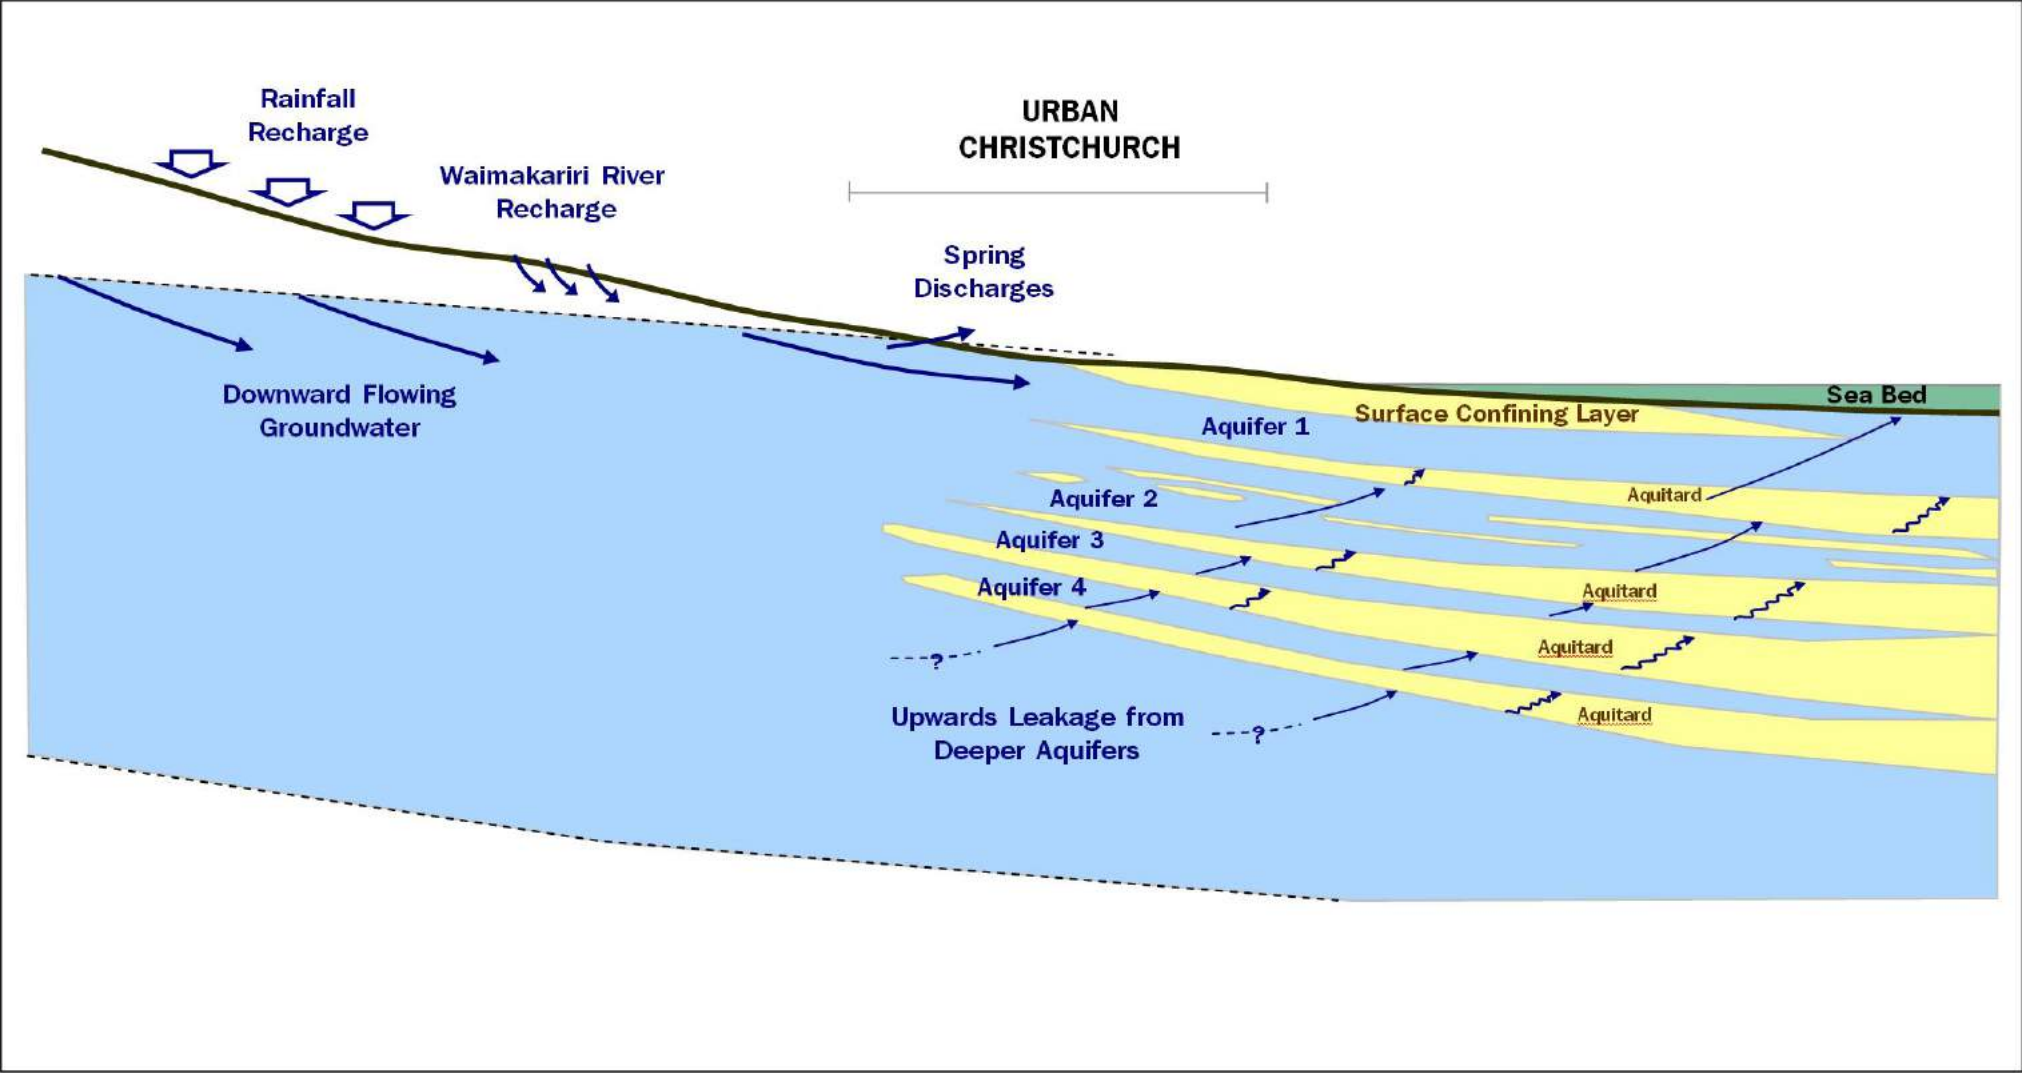 Rainfall
Recharge
URBAN
CHRISTCHURCH
Waimakariri River
Recharge
Spring
Discharges
Downward Flowing
Groundwater
Sea Bed
Surface Confining Layer
Aquifer 1
Aquitard
Aquifer 2
Aquifer 3
Aquifer 4
Aquitard
Aquitard
?
Aquitard
Upwards Leakage from
Deeper Aquifers
?